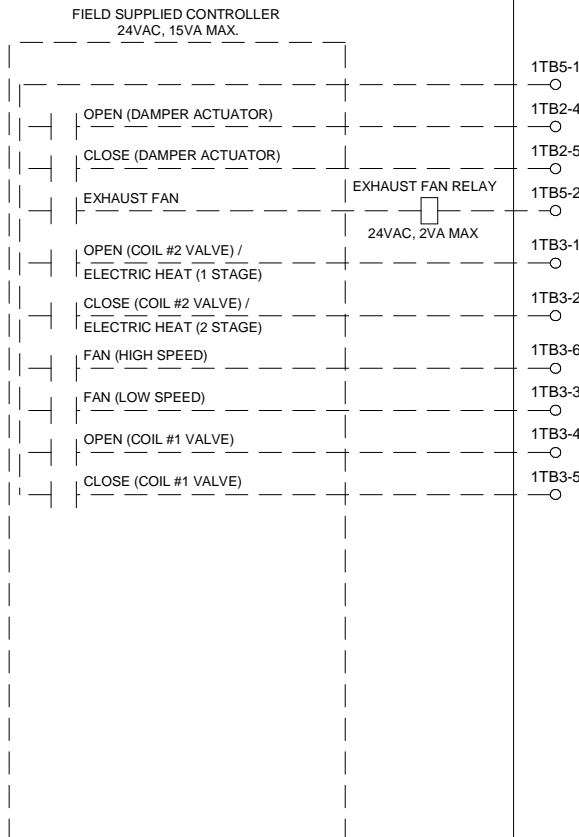 FIELD SUPPLIED CONTROLLER
24VAC, 15VA MAX.
1TB5-1
OPEN (DAMPER ACTUATOR)
1TB2-4
CLOSE (DAMPER ACTUATOR)
1TB2-5
EXHAUST FAN
EXHAUST FAN RELAY
24VAC, 2VA MAX
1TB5-2
OPEN (COIL #2 VALVE) /
ELECTRIC HEAT (1 STAGE)
1TB3-1
CLOSE (COIL #2 VALVE) /
ELECTRIC HEAT (2 STAGE)
1TB3-2
FAN (HIGH SPEED)
1TB3-6
FAN (LOW SPEED)
1TB3-3
OPEN (COIL #1 VALVE)
1TB3-4
CLOSE (COIL #1 VALVE)
1TB3-5